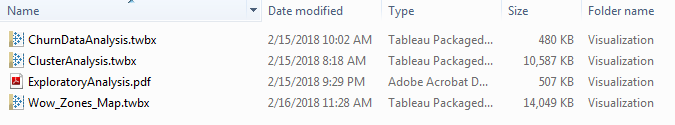 Name Date modified Type Size Folder name
ChurnDataAnalysis.twbx 2/15/2018 10:02 AM Tableau Packaged... 480 KB Visualization
ClusterAnalysis.twbx 2/15/2018 8:18 AM Tableau Packaged... 10,587 KB Visualization
ExploratoryAnalysis.pdf 2/15/2018 9:29 PM Adobe Acrobat D... 507 KB Visualization
Wow_Zones_Map.twbx 2/16/2018 11:28 AM Tableau Packaged... 14,049 KB Visualization